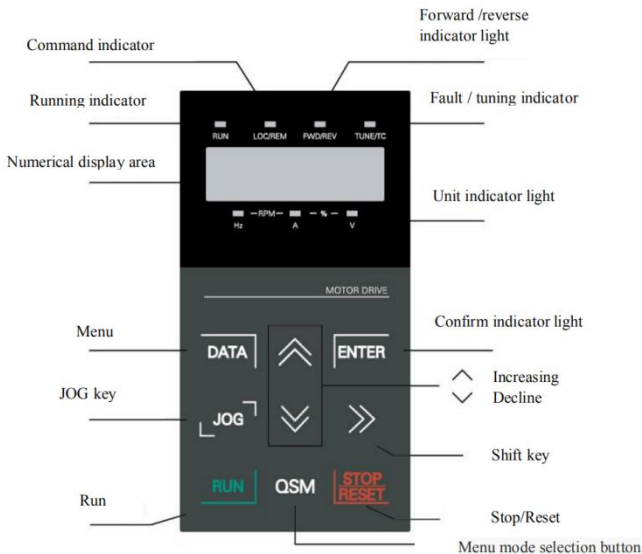 Forward /reverse
indicator light
Command indicator
Running indicator
Fault / tuning indicator
RUN LOC/REM FWD/REV TUNE/TC
Numerical display area
Unit indicator light
RPM %
Hz A V
MOTOR DRIVE
Menu
Confirm indicator light
DATA ENTER
Increasing
Decline
JOG key
JOG
Shift key
RUN QSM STOP
RESET
Run
Stop/Reset
Menu mode selection button